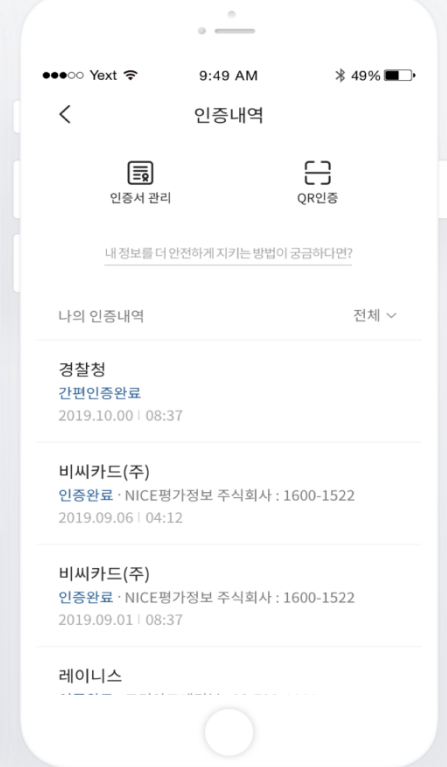 Yext 9:49 AM 49%
인증내역
인증서 관리 QR인증
내 정보를 더 안전하게 지키는 방법이 궁금하다면?
나의 인증내역 전체
경찰청
간편인증완료
2019.10.00 | 08:37
비씨카드(주)
인증완료 · NICE평가정보 주식회사 : 1600-1522
2019.09.06 | 04:12
비씨카드(주)
인증완료 · NICE평가정보 주식회사 : 1600-1522
2019.09.01 | 08:37
레이니스